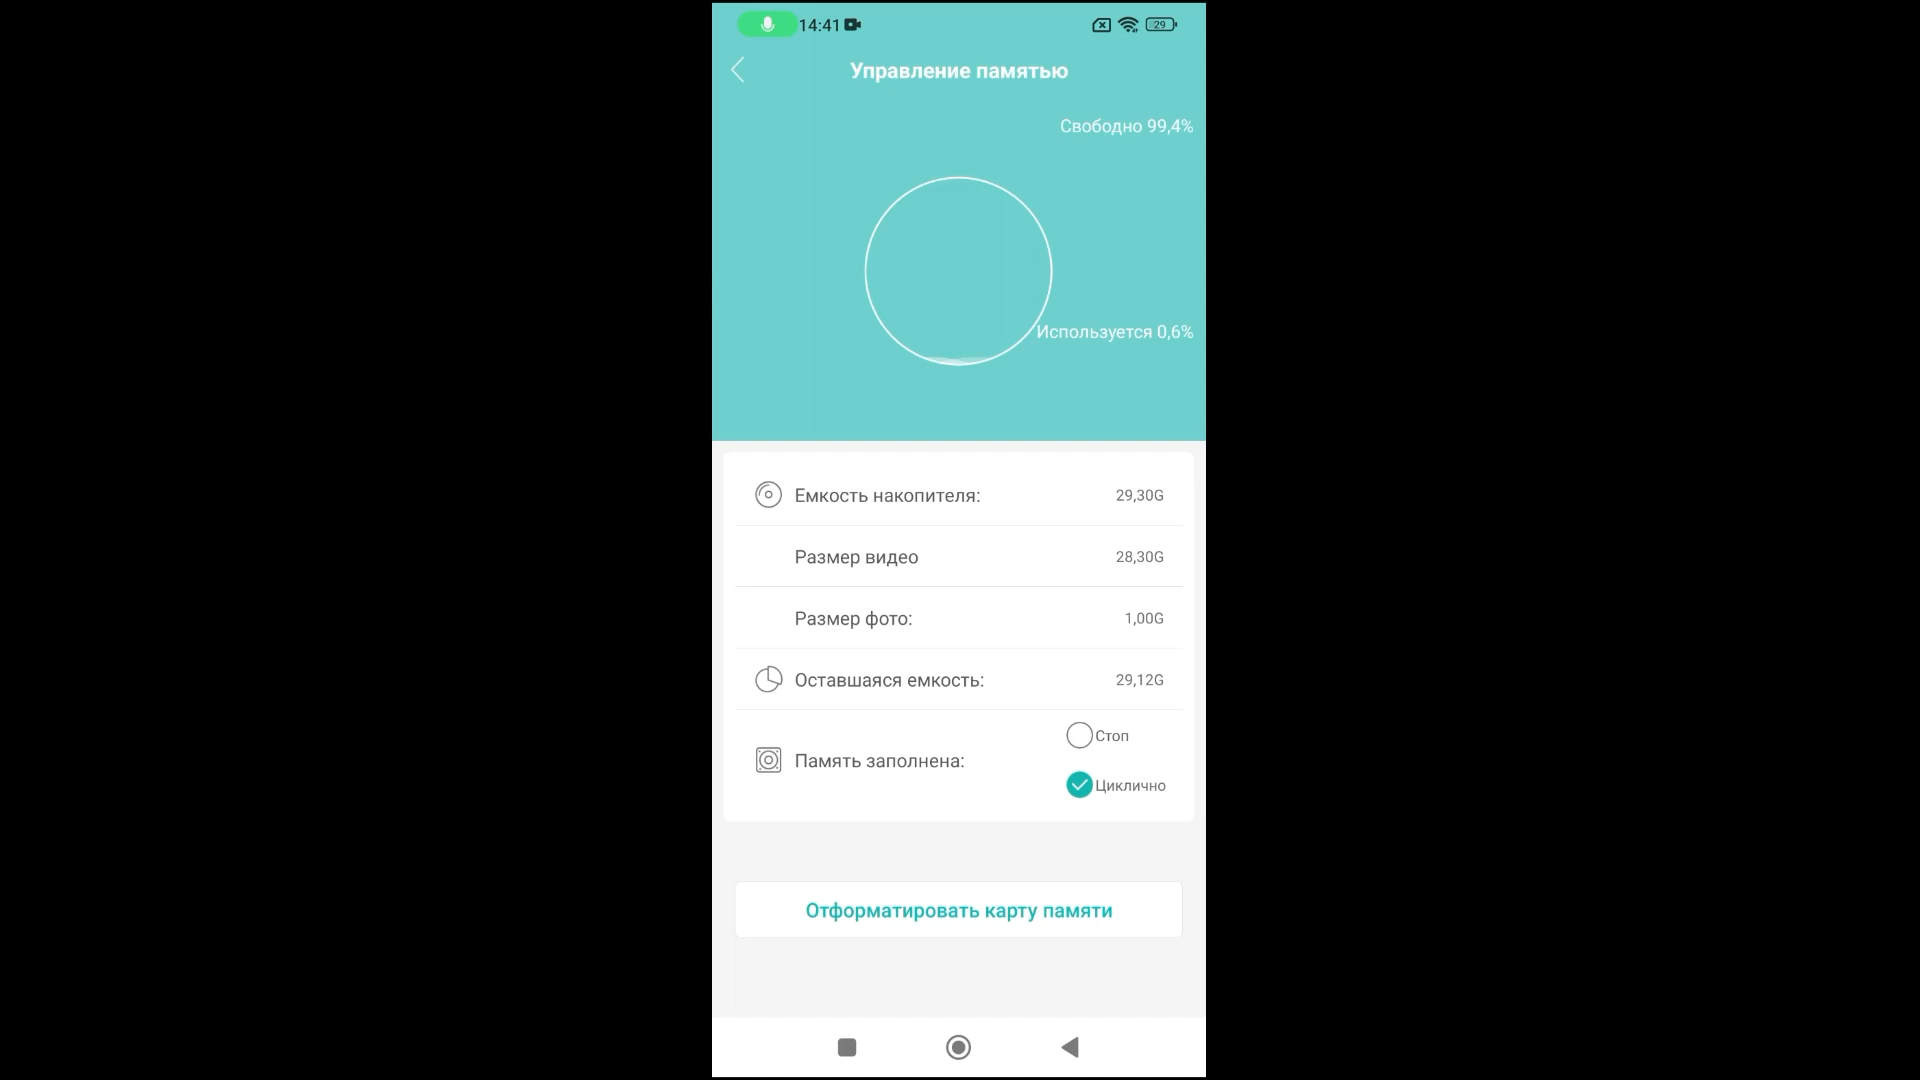 14:41
29
Управление памятью
Свободно 99,4%
Используется 0,6%
Емкость накопителя: 29,30G
Размер видео 28,30G
Размер фото: 1,00G
Оставшаяся емкость: 29,12G
Стоп
Память заполнена:
Циклично
Отформатировать карту памяти